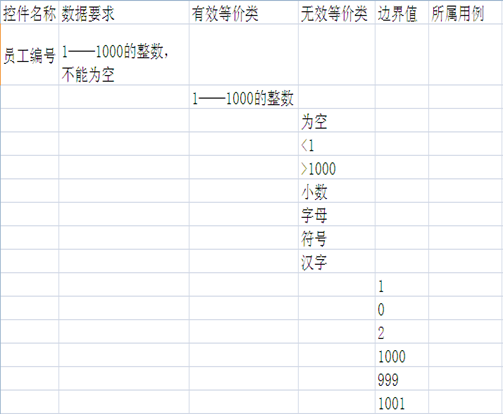 控件名称 数据要求 有效等价类 无效等价类 边界值 所属用例
员工编号 1——1000的整数，
不能为空
1——1000的整数
为空
<1
>1000
小数
字母
符号
汉字
1
0
2
1000
999
1001